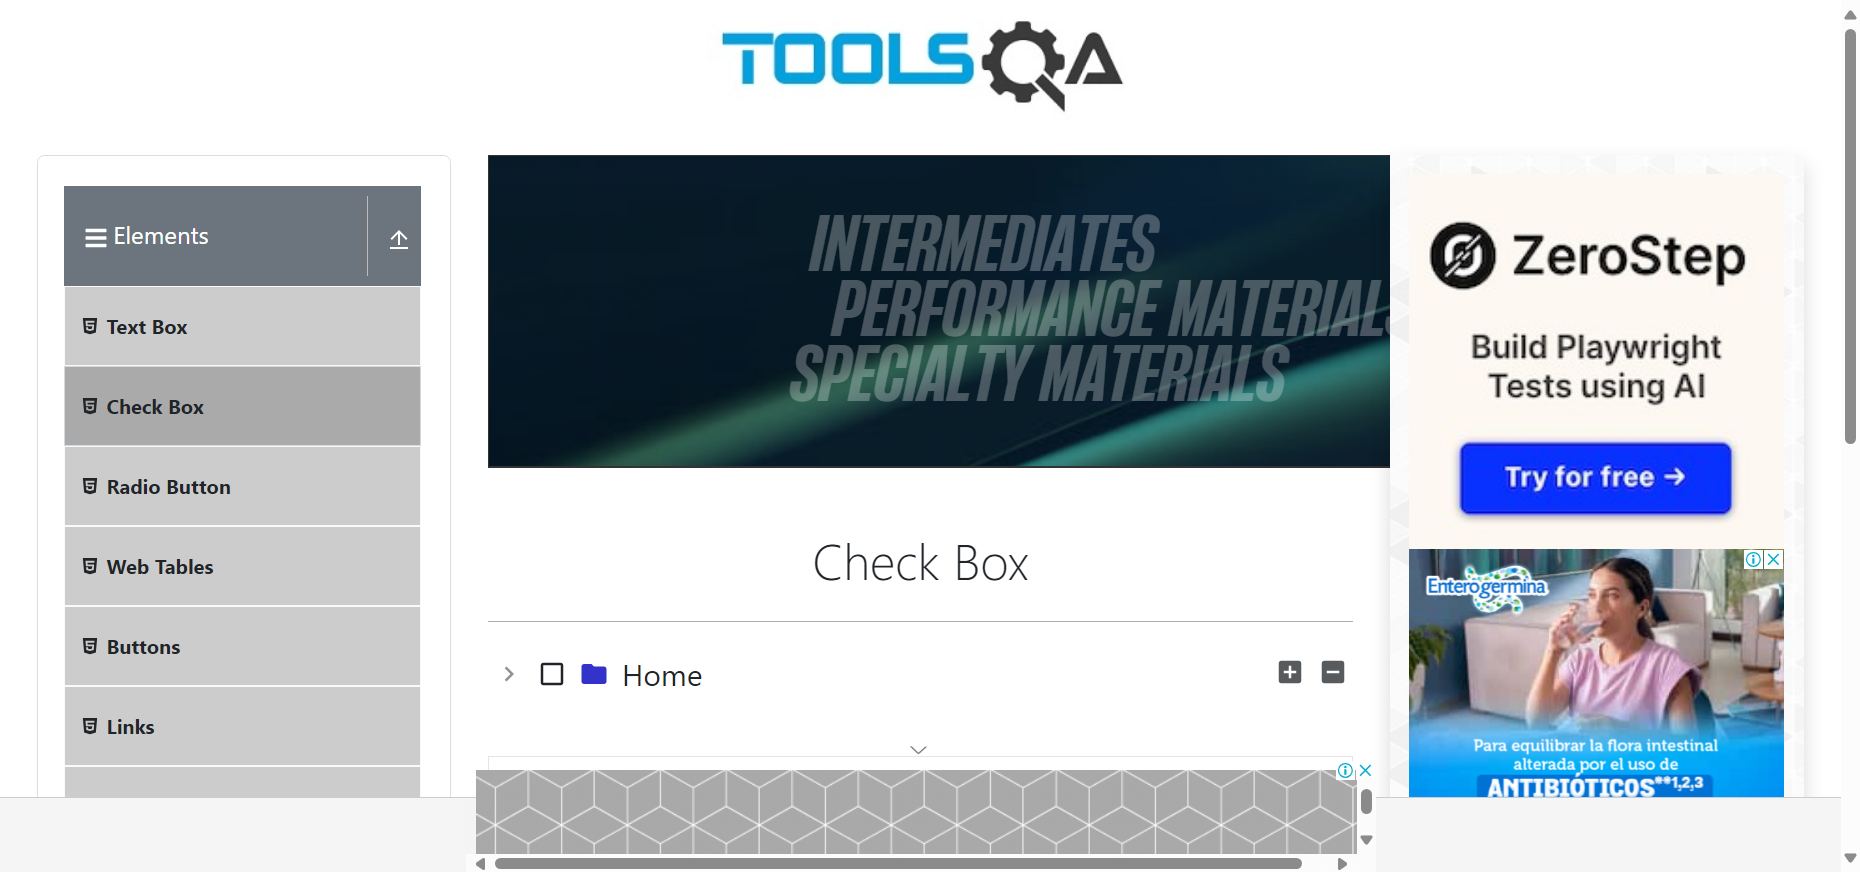 TOOLSQA
Elements
Text Box
Check Box
Radio Button
Web Tables
Buttons
Links
INTERMEDIATES
PERFORMANCE MATERIALS
SPECIALTY MATERIALS
Check Box
Home
ZeroStep
Build Playwright
Tests using AI
Try for free →
Enterogermina
Para equilibrar la flora intestinal
alterada por el uso de
ANTIBIÓTICOS**1,2,3